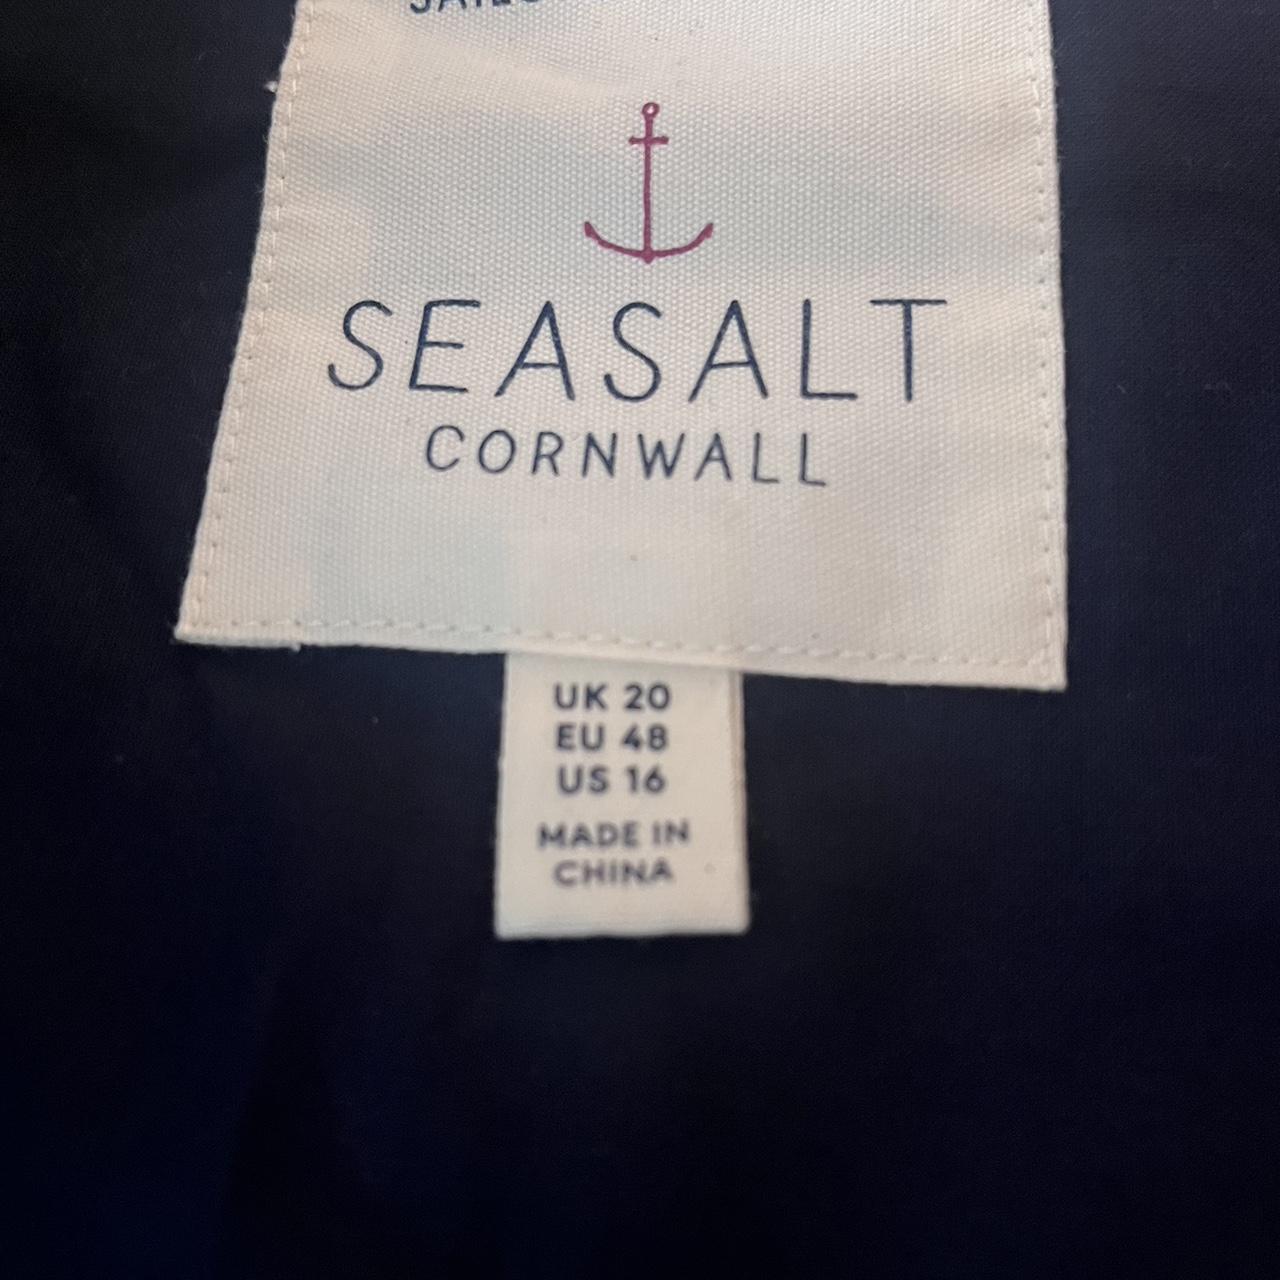 SEASALT
CORNWALL
UK 20
EU 48
US 16
MADE IN
CHINA